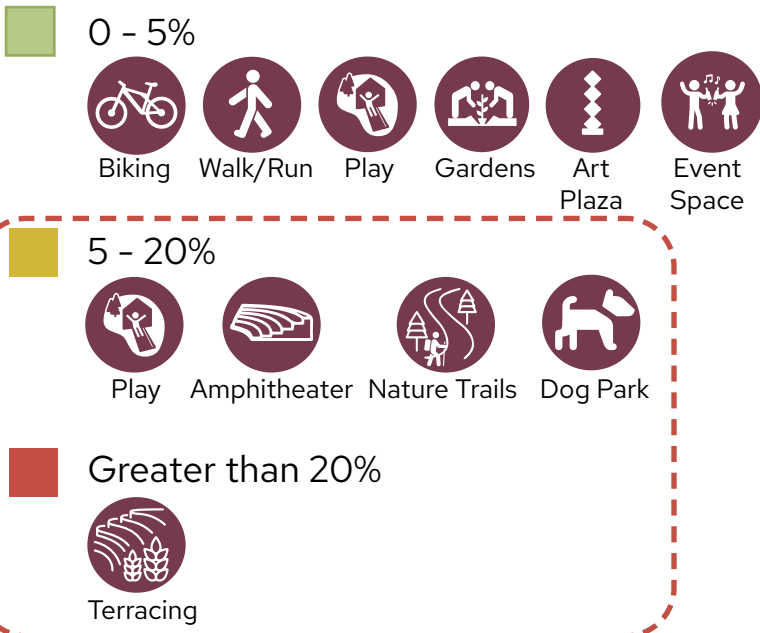 0 - 5%
Biking Walk/Run Play Gardens Art Plaza Event Space
5 - 20%
Play Amphitheater Nature Trails Dog Park
Greater than 20%
Terracing